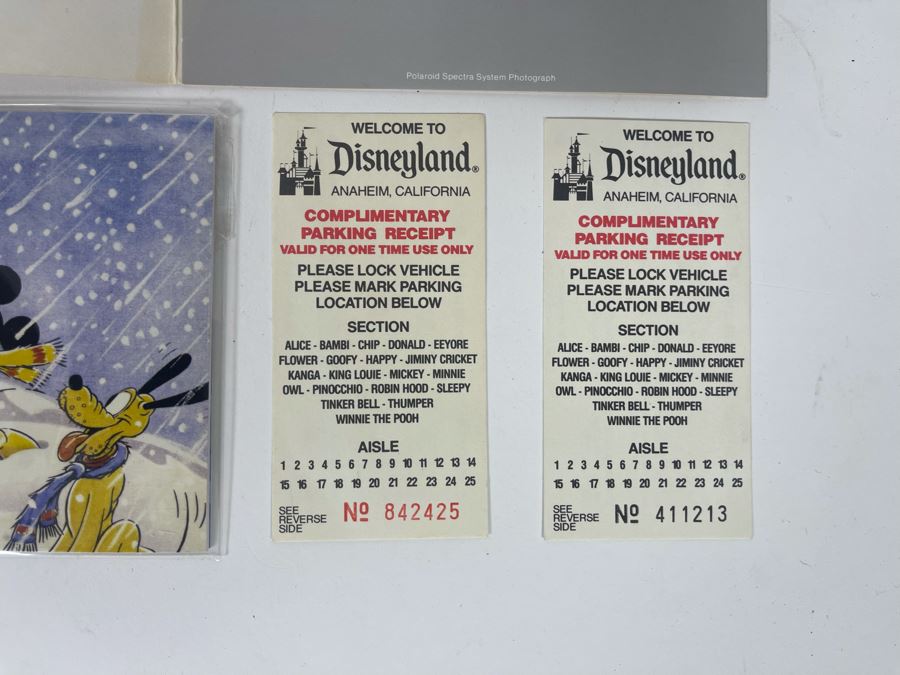 Polaroid Spectra System Photograph
WELCOME TO
Disneyland®
ANAHEIM, CALIFORNIA
COMPLIMENTARY
PARKING RECEIPT
VALID FOR ONE TIME USE ONLY
PLEASE LOCK VEHICLE
PLEASE MARK PARKING
LOCATION BELOW
SECTION
ALICE - BAMBI - CHIP - DONALD - EEYORE
FLOWER - GOOFY - HAPPY - JIMINY CRICKET
KANGA - KING LOUIE - MICKEY - MINNIE
OWL - PINOCCHIO - ROBIN HOOD - SLEEPY
TINKER BELL - THUMPER
WINNIE THE POOH
AISLE
1 2 3 4 5 6 7 8 9 10 11 12 13 14
15 16 17 18 19 20 21 22 23 24 25
SEE
REVERSE
SIDE
Nº 842425
WELCOME TO
Disneyland®
ANAHEIM, CALIFORNIA
COMPLIMENTARY
PARKING RECEIPT
VALID FOR ONE TIME USE ONLY
PLEASE LOCK VEHICLE
PLEASE MARK PARKING
LOCATION BELOW
SECTION
ALICE - BAMBI - CHIP - DONALD - EEYORE
FLOWER - GOOFY - HAPPY - JIMINY CRICKET
KANGA - KING LOUIE - MICKEY - MINNIE
OWL - PINOCCHIO - ROBIN HOOD - SLEEPY
TINKER BELL - THUMPER
WINNIE THE POOH
AISLE
1 2 3 4 5 6 7 8 9 10 11 12 13 14
15 16 17 18 19 20 21 22 23 24 25
SEE
REVERSE
SIDE
Nº 411213